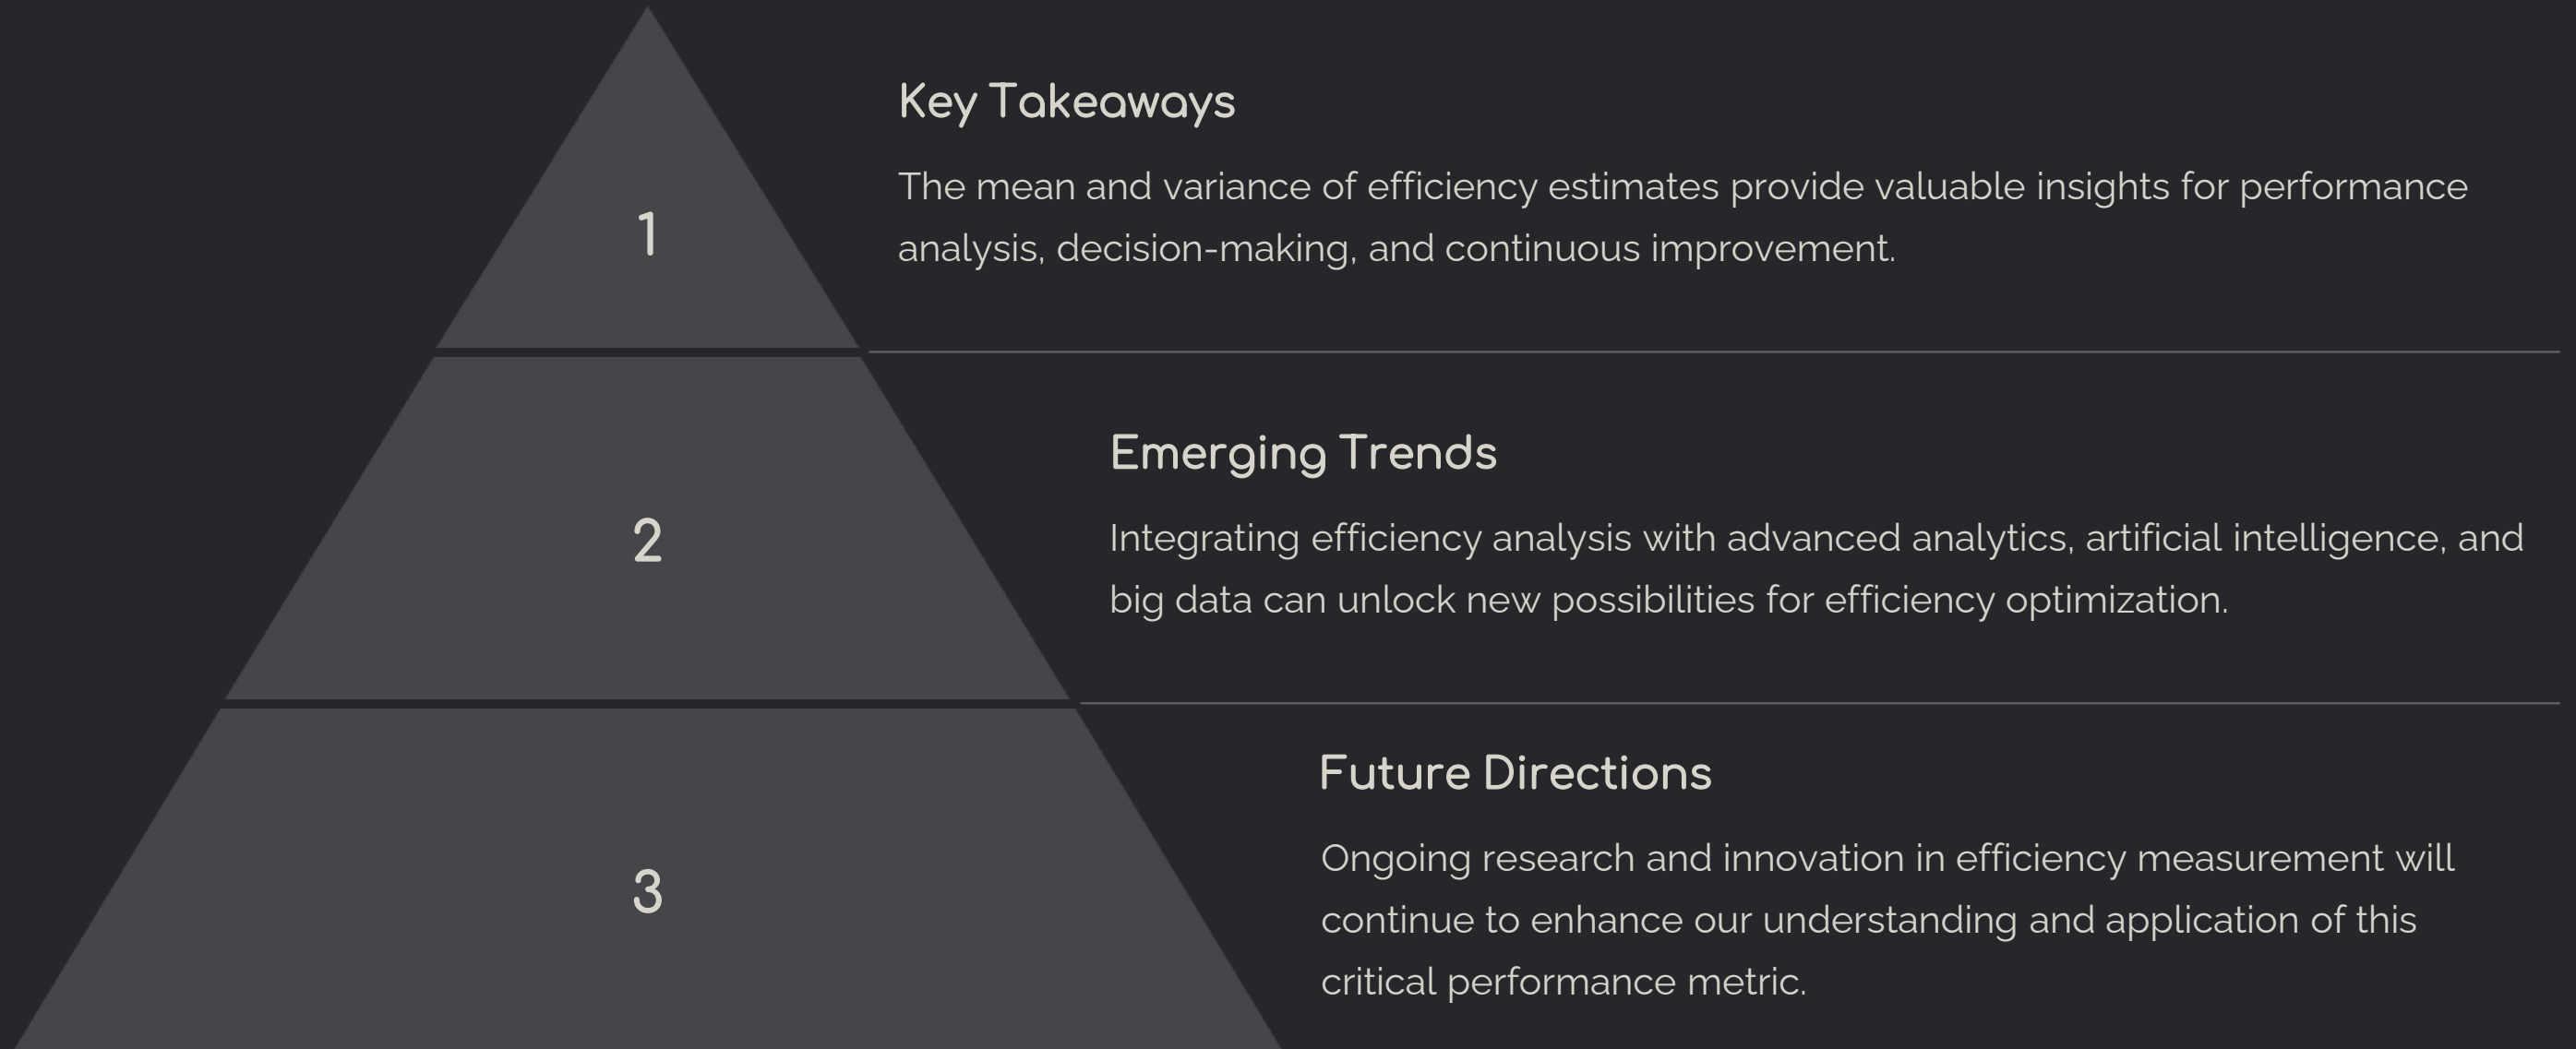 1
Key Takeaways
The mean and variance of efficiency estimates provide valuable insights for performance
analysis, decision-making, and continuous improvement.
2
Emerging Trends
Integrating efficiency analysis with advanced analytics, artificial intelligence, and
big data can unlock new possibilities for efficiency optimization.
3
Future Directions
Ongoing research and innovation in efficiency measurement will
continue to enhance our understanding and application of this
critical performance metric.